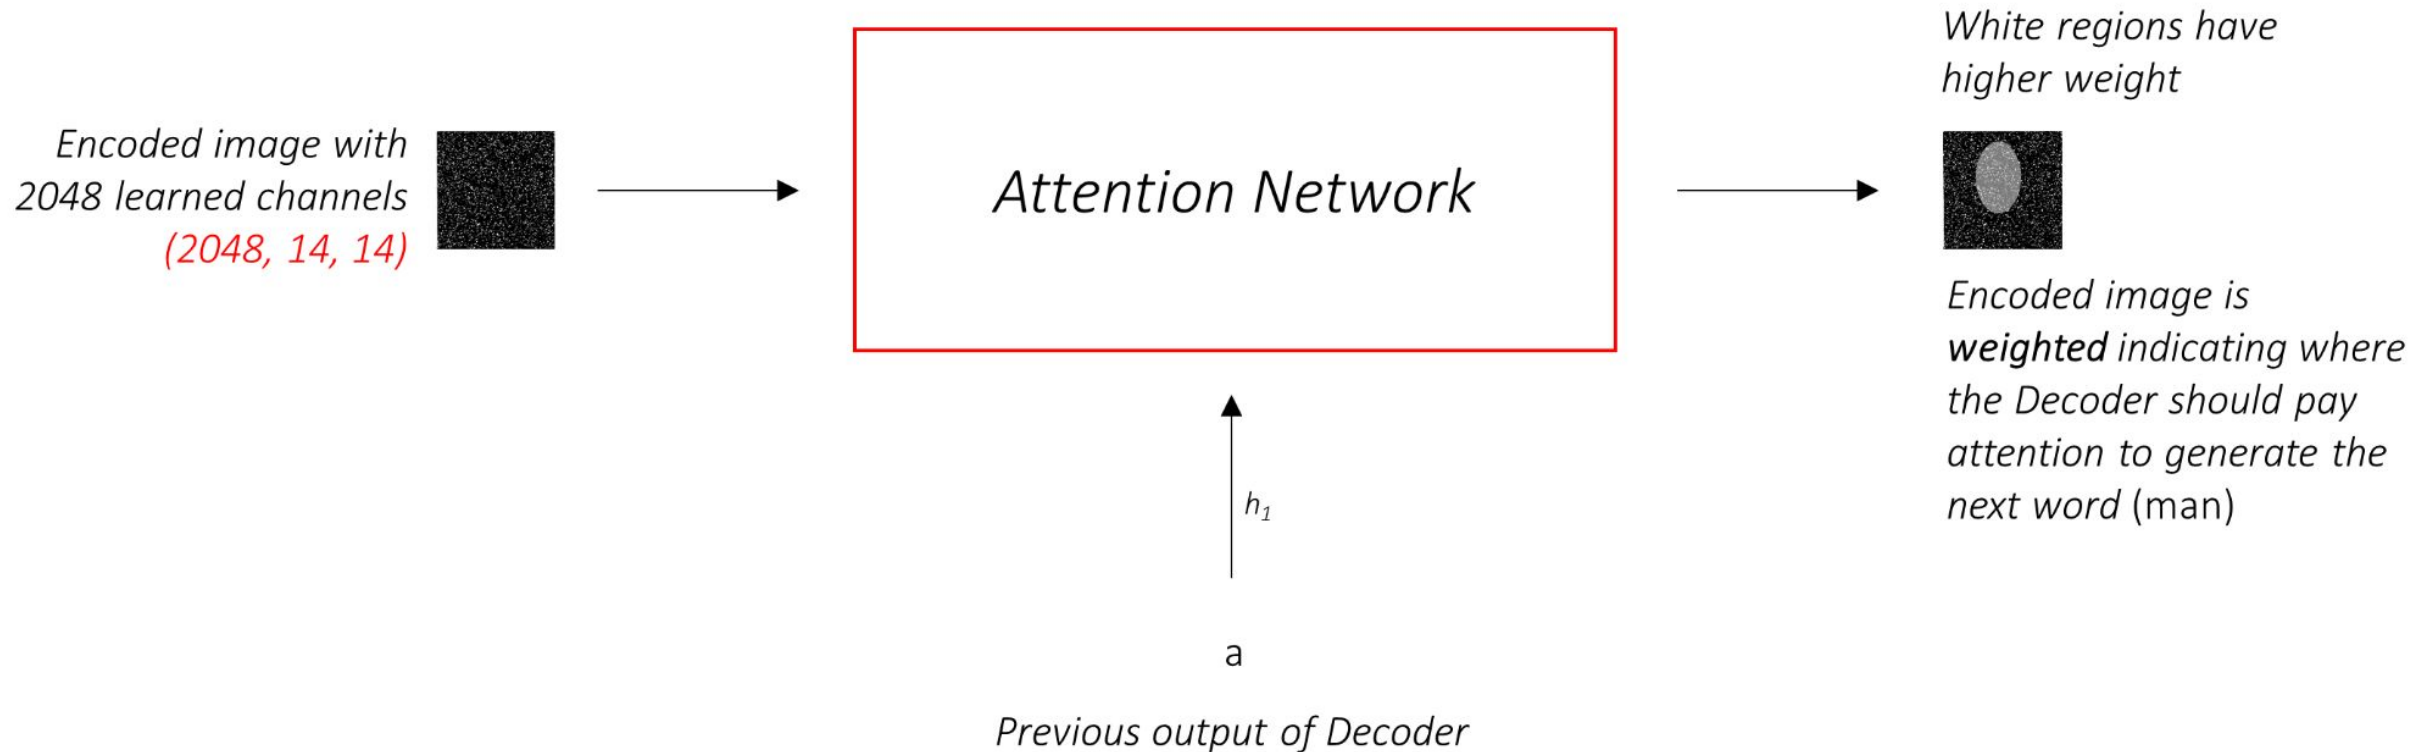 Encoded image with
2048 learned channels
(2048, 14, 14)
Attention Network
White regions have
higher weight
Encoded image is
weighted indicating where
the Decoder should pay
attention to generate the
next word (man)
h₁
a
Previous output of Decoder